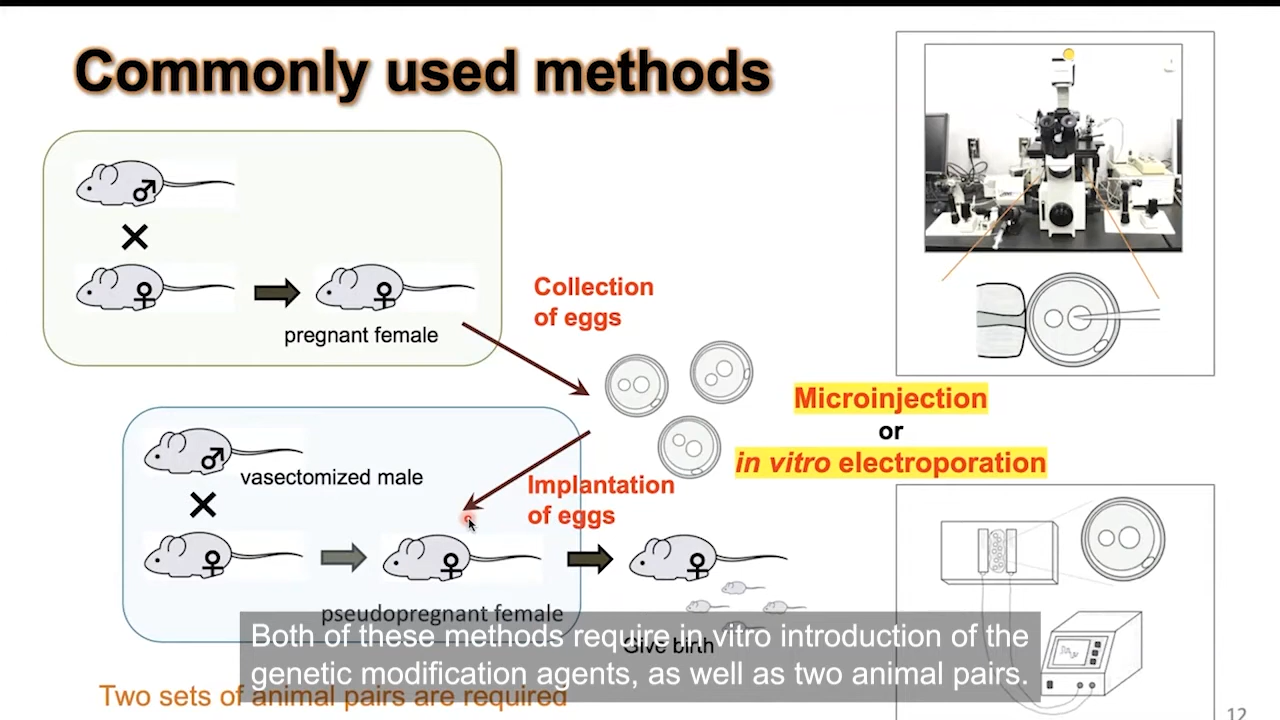 Commonly used methods
pregnant female
Collection
of eggs
Microinjection
or
in vitro electroporation
vasectomized male
Implantation
of eggs
pseudopregnant female
Give birth
Both of these methods require in vitro introduction of the
genetic modification agents, as well as two animal pairs.
Two sets of animal pairs are required
12